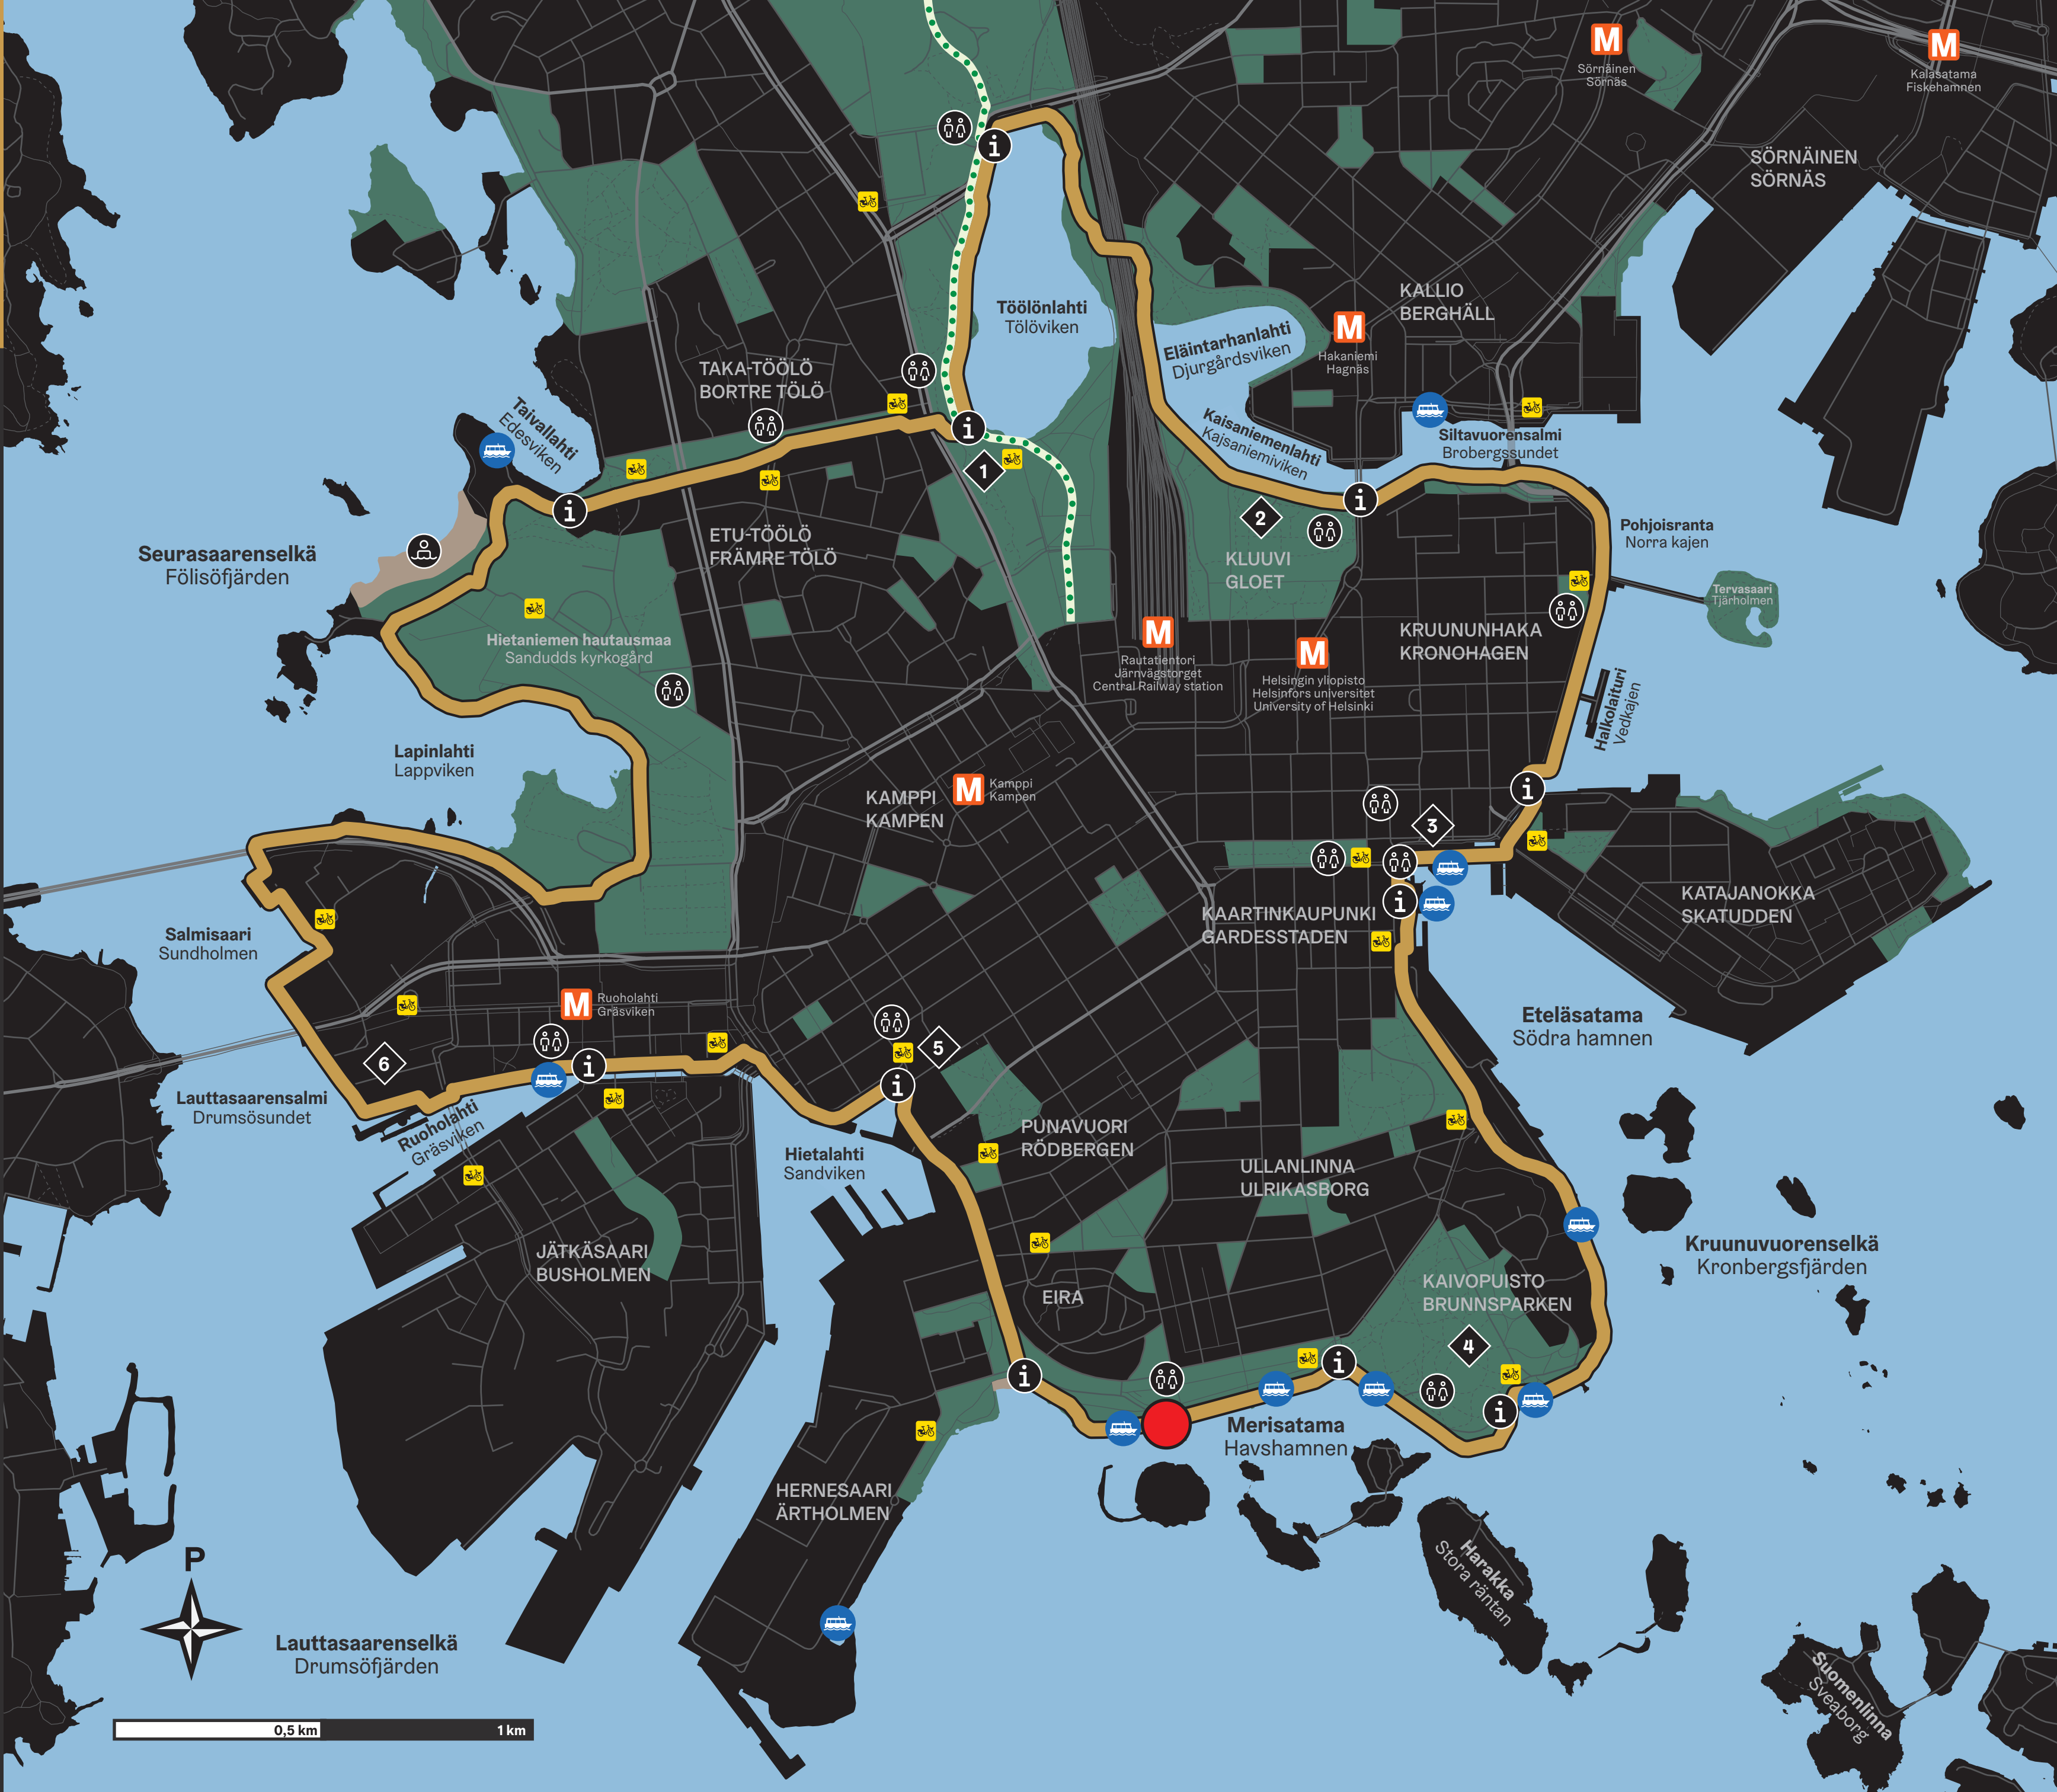 M
Sörnäinen
Sörnäs
M
Kalasatama
Fiskehamnen
SÖRNÄINEN
SÖRNÄS
i
Töölönlahti
Tölöviken
KALLIO
BERGHÄLL
M
Hakaniemi
Hagnäs
Eläintarhanlahti
Djurgårdsviken
TAKA-TÖÖLÖ
BORTRE TÖLÖ
Taivallahti
Edesviken
i
i
1
Kaisaniemenlahti
Kajsaniemiviken
Siltavuorensalmi
Brobergssundet
i
2
KLUUVI
GLOET
Pohjoisranta
Norra kajen
Seurasaarenselkä
Fölisöfjärden
ETU-TÖÖLÖ
FRÄMRE TÖLÖ
Tervasaari
Tjärholmen
Hietaniemen hautausmaa
Sandudds kyrkogård
M
Rautatientori
Järnvägstorget
Central Railway station
M
Helsingin yliopisto
Helsinfors universitet
University of Helsinki
KRUUNUNHAKA
KRONOHAGEN
Halkolaituri
Vedkajen
Lapinlahti
Lappviken
KAMPPI
KAMPEN
M
Kamppi
Kampen
i
3
i
KAARTINKAUPUNKI
GARDESSTADEN
KATAJANOKKA
SKATUDDEN
Salmisaari
Sundholmen
M
Ruoholahti
Gräsviken
Eteläsatama
Södra hamnen
6
i
5
i
Lauttasaarensalmi
Drumsösundet
Ruoholahti
Gräsviken
Hietalahti
Sandviken
PUNAVUORI
RÖDBERGEN
ULLANLINNA
ULRIKASBORG
JÄTKÄSAARI
BUSHOLMEN
Kruunuvuorenselkä
Kronbergsfjärden
EIRA
KAIVOPUISTO
BRUNNSPARKEN
4
i
i
i
Merisatama
Havshamnen
HERNESAARI
ÄRTHOLMEN
Harakka
Stora räntan
P
Lauttasaarenselkä
Drumsöfjärden
Suomenlinna
Sveaborg
0,5 km
1 km